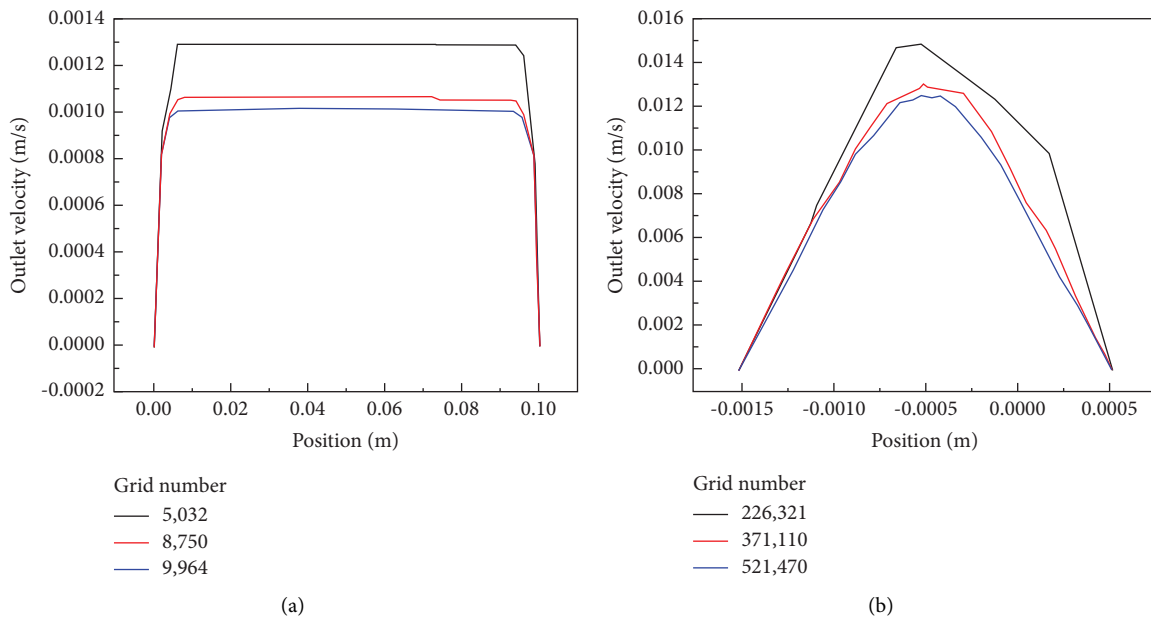 0.0014
0.0012
0.0010
0.0008
0.0006
0.0004
0.0002
0.0000
-0.0002
Outlet velocity (m/s)
0.00 0.02 0.04 0.06 0.08 0.10
Position (m)
Grid number
5,032
8,750
9,964
(a)
0.016
0.014
0.012
0.010
0.008
0.006
0.004
0.002
0.000
Outlet velocity (m/s)
-0.0015 -0.0010 -0.0005 0.0000 0.0005
Position (m)
Grid number
226,321
371,110
521,470
(b)